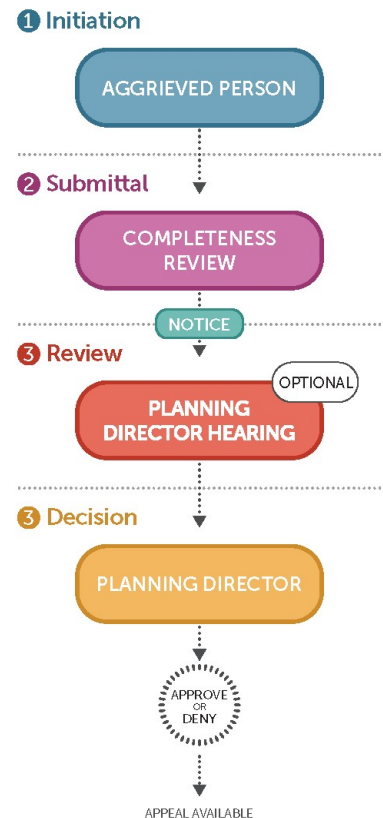 1 Initiation
AGGRIEVED PERSON
2 Submittal
COMPLETENESS
REVIEW
NOTICE
3 Review
OPTIONAL
PLANNING
DIRECTOR HEARING
3 Decision
PLANNING DIRECTOR
APPROVE
OR
DENY
APPEAL AVAILABLE